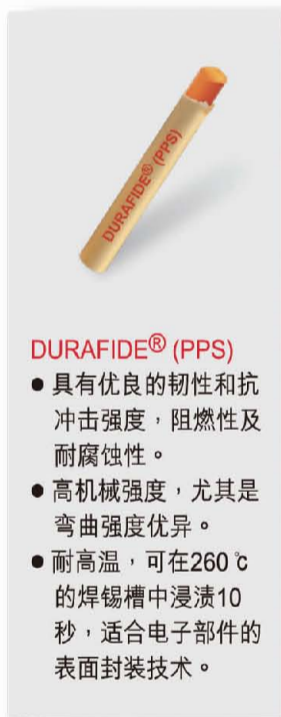 DURAFIDE® (PPS)
DURAFIDE® (PPS)
● 具有优良的韧性和抗
冲击强度，阻燃性及
耐腐蚀性。
● 高机械强度，尤其是
弯曲强度优异。
● 耐高温，可在260℃
的焊锡槽中浸渍10
秒，适合电子部件的
表面封装技术。